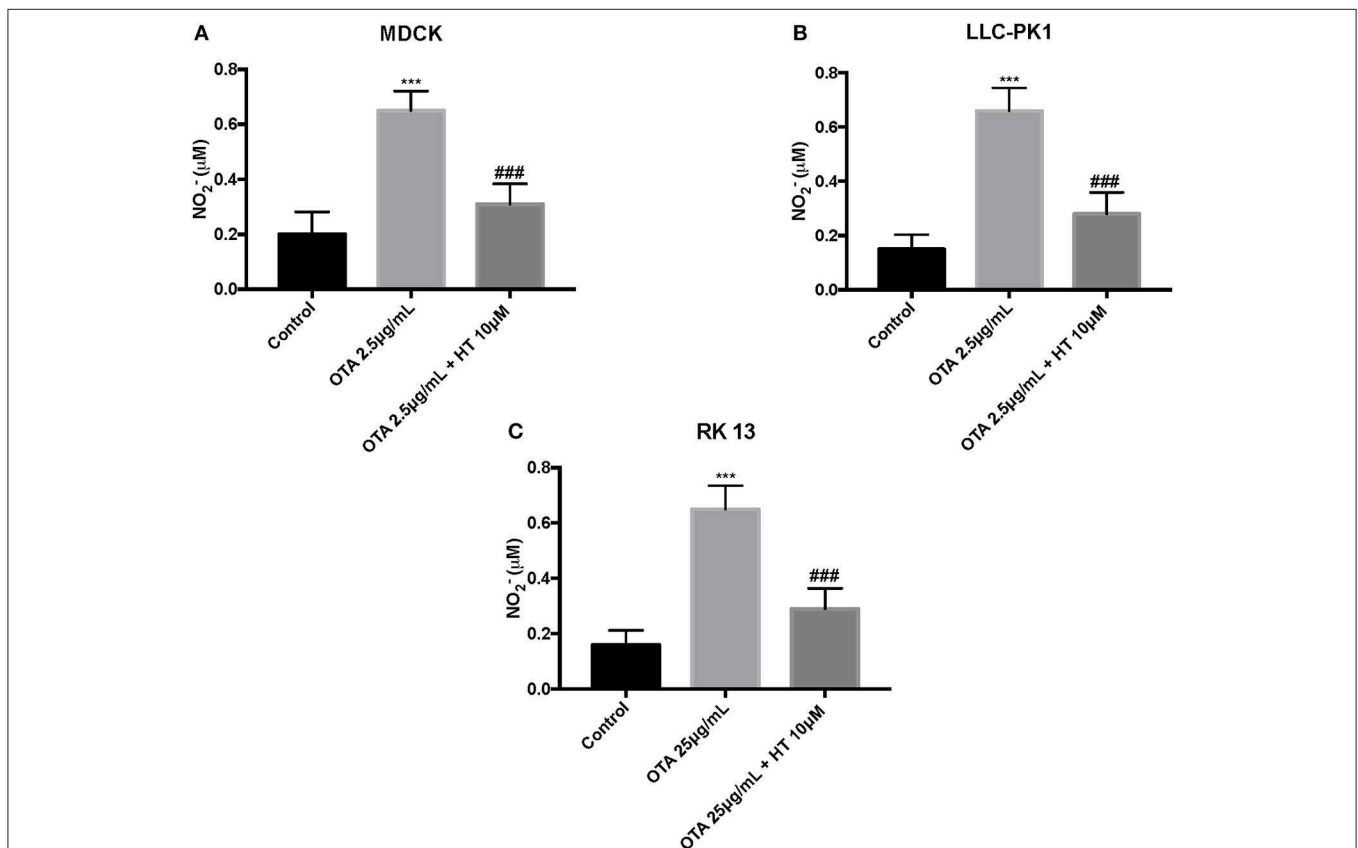 A
MDCK
NO₂⁻ (µM)
0.8
0.6
0.4
0.2
0.0
***
###
Control
OTA 2.5µg/mL
OTA 2.5µg/mL + HT 10µM
B
LLC-PK1
NO₂⁻ (µM)
0.8
0.6
0.4
0.2
0.0
***
###
Control
OTA 2.5µg/mL
OTA 2.5µg/mL + HT 10µM
C
RK 13
NO₂⁻ (µM)
0.8
0.6
0.4
0.2
0.0
***
###
Control
OTA 25µg/mL
OTA 25µg/mL + HT 10µM